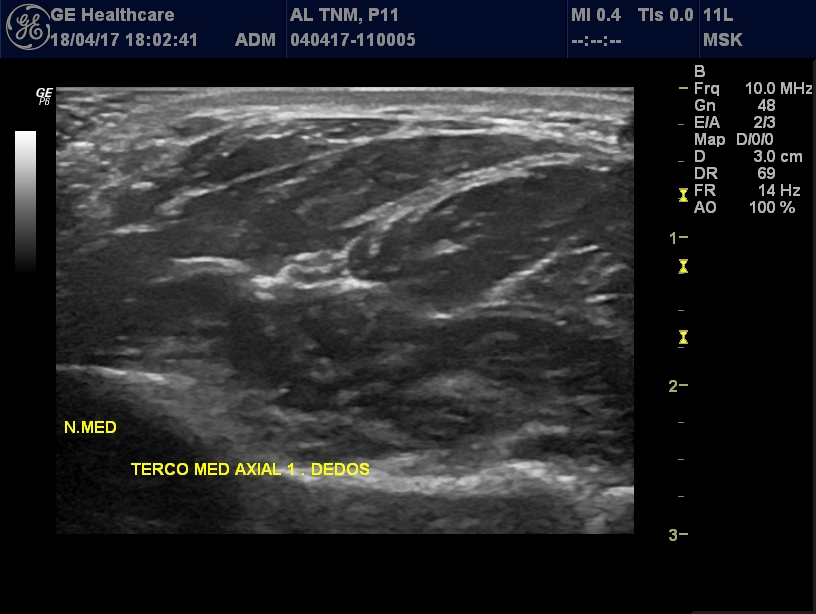 GE Healthcare
18/04/17 18:02:41 ADM
AL TNM, P11
040417-110005
MI 0.4 TIs 0.0
--:--:--
11L
MSK
GE
P6
B
Frq 10.0 MHz
Gn 48
E/A 2/3
Map D/0/0
D 3.0 cm
DR 69
FR 14 Hz
AO 100 %
1
2
3
N.MED
TERCO MED AXIAL 1 . DEDOS